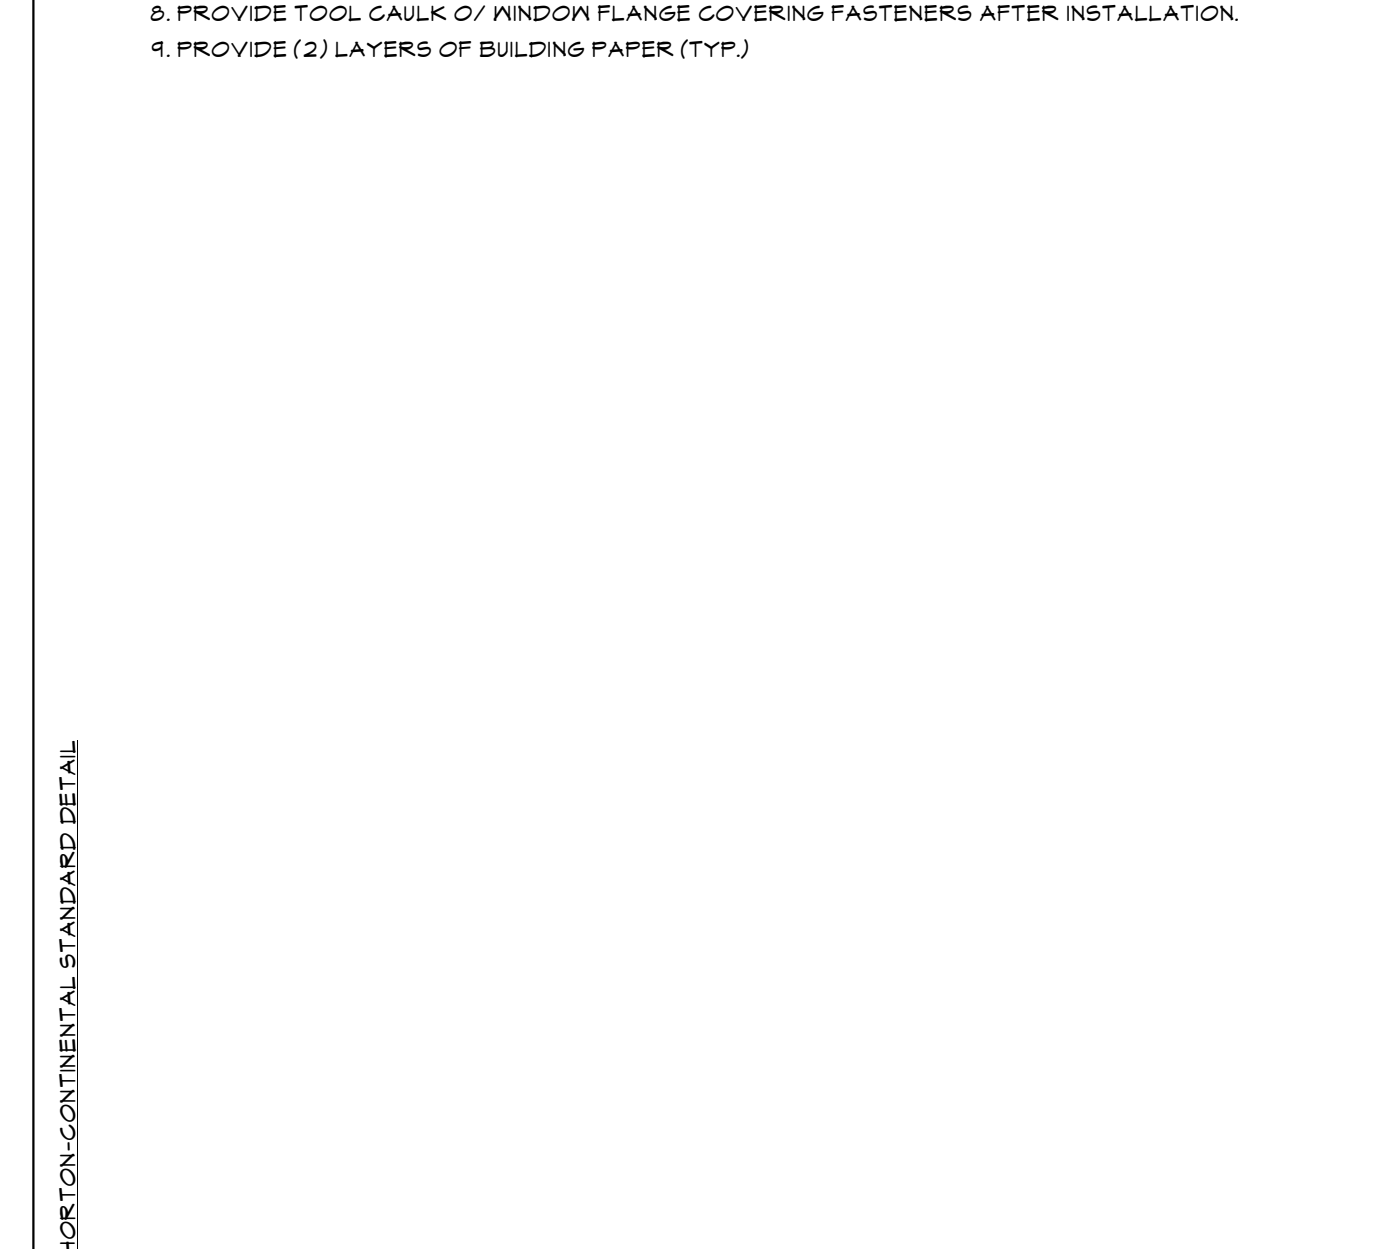 8. PROVIDE TOOL CAULK O/ WINDOW FLANGE COVERING FASTENERS AFTER INSTALLATION.
9. PROVIDE (2) LAYERS OF BUILDING PAPER (TYP.)
HORTON-CONTINENTAL STANDARD DETAIL